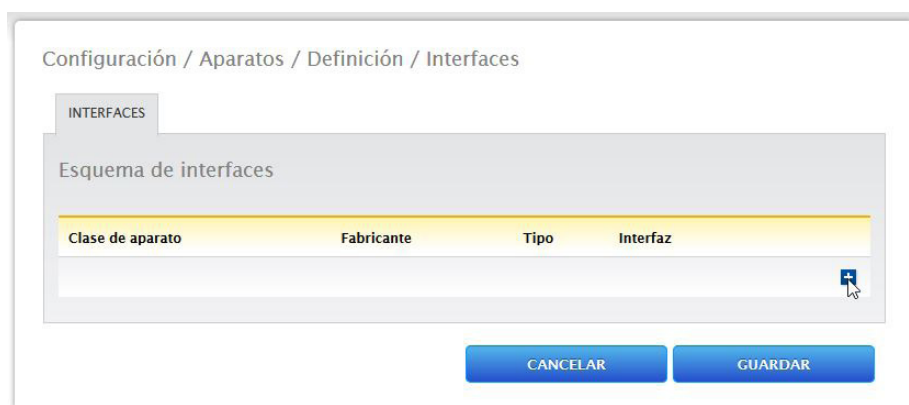 Configuración / Aparatos / Definición / Interfaces
INTERFACES
Esquema de interfaces
Clase de aparato Fabricante Tipo Interfaz
CANCELAR GUARDAR